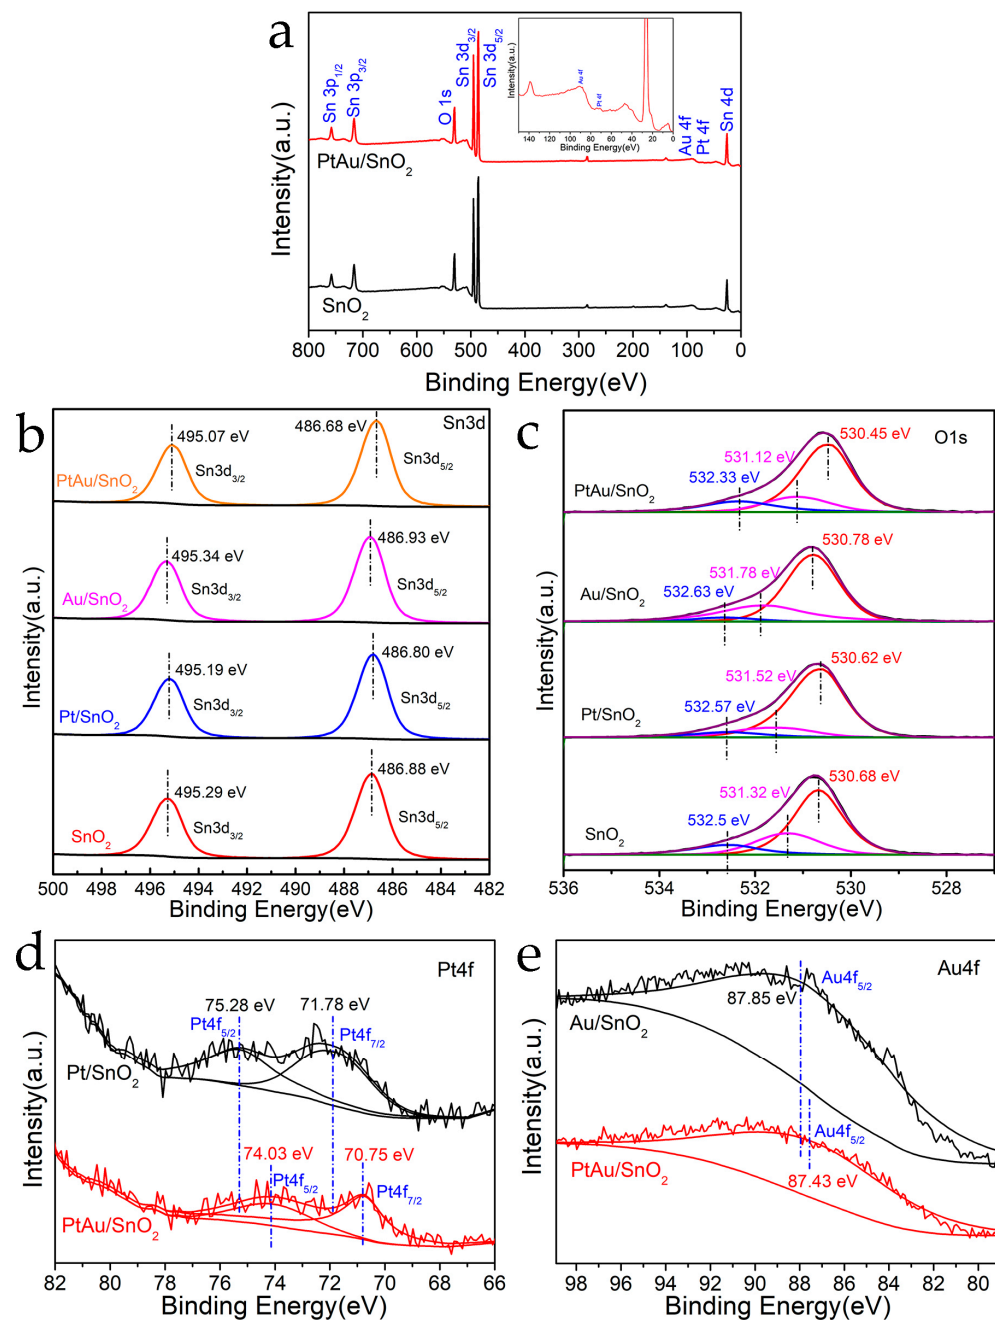 a
Intensity(a.u.)
Sn 3p1/2
Sn 3p3/2
O 1s
Sn 3d3/2
Sn 3d5/2
Au 4f
Pt 4f
Sn 4d
PtAu/SnO2
SnO2
Intensity(a.u.)
Au 4f
Pt 4f
140 120 100 80 60 40 20 0
Binding Energy(eV)
800 700 600 500 400 300 200 100 0
Binding Energy(eV)
b
Sn3d
Intensity(a.u.)
495.07 eV
486.68 eV
Sn3d3/2
Sn3d5/2
PtAu/SnO2
495.34 eV
486.93 eV
Sn3d3/2
Sn3d5/2
Au/SnO2
495.19 eV
486.80 eV
Sn3d3/2
Sn3d5/2
Pt/SnO2
495.29 eV
486.88 eV
Sn3d3/2
Sn3d5/2
SnO2
500 498 496 494 492 490 488 486 484 482
Binding Energy(eV)
c
O1s
Intensity(a.u.)
530.45 eV
531.12 eV
532.33 eV
PtAu/SnO2
530.78 eV
531.78 eV
532.63 eV
Au/SnO2
530.62 eV
531.52 eV
532.57 eV
Pt/SnO2
530.68 eV
531.32 eV
532.5 eV
SnO2
536 534 532 530 528
Binding Energy(eV)
d
Pt4f
Intensity(a.u.)
75.28 eV
71.78 eV
Pt4f5/2
Pt4f7/2
Pt/SnO2
74.03 eV
70.75 eV
Pt4f5/2
Pt4f7/2
PtAu/SnO2
82 80 78 76 74 72 70 68 66
Binding Energy(eV)
e
Au4f
Intensity(a.u.)
Au4f5/2
87.85 eV
Au/SnO2
Au4f5/2
87.43 eV
PtAu/SnO2
98 96 94 92 90 88 86 84 82 80
Binding Energy(eV)